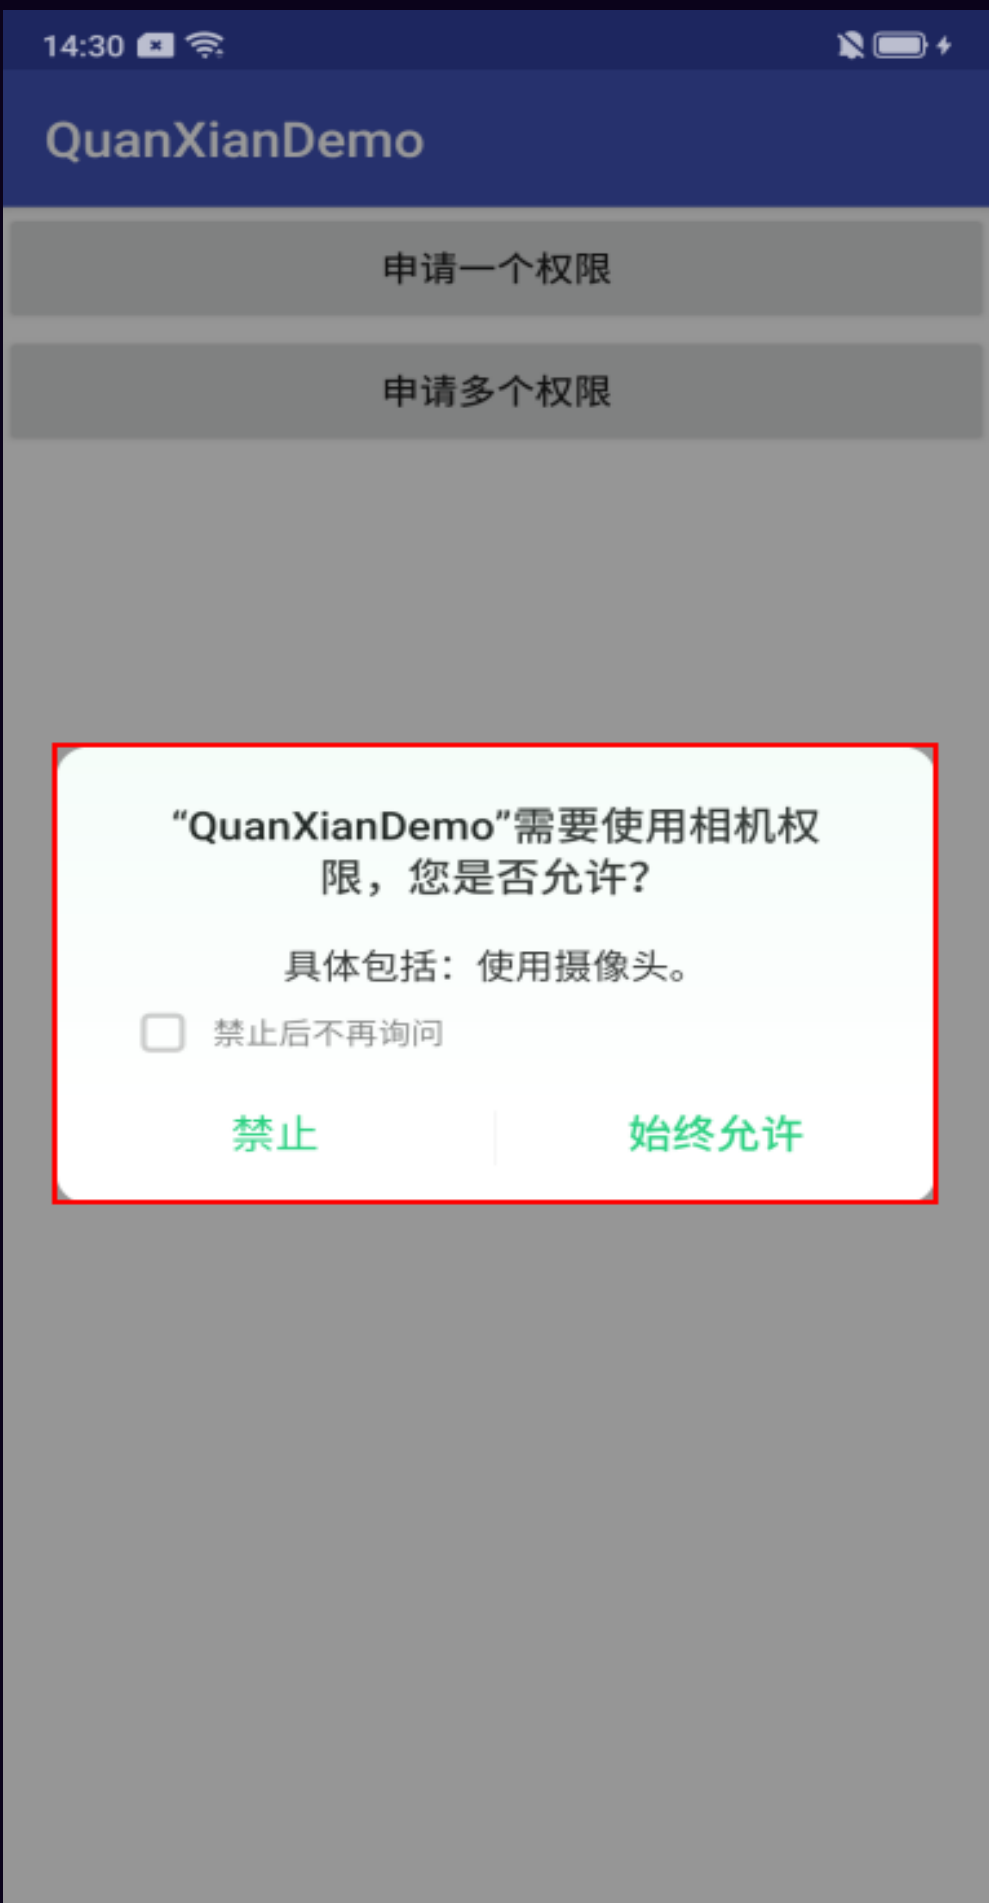 14:30
QuanXianDemo
申请一个权限
申请多个权限
“QuanXianDemo”需要使用相机权
限，您是否允许？
具体包括：使用摄像头。
禁止后不再询问
禁止
始终允许